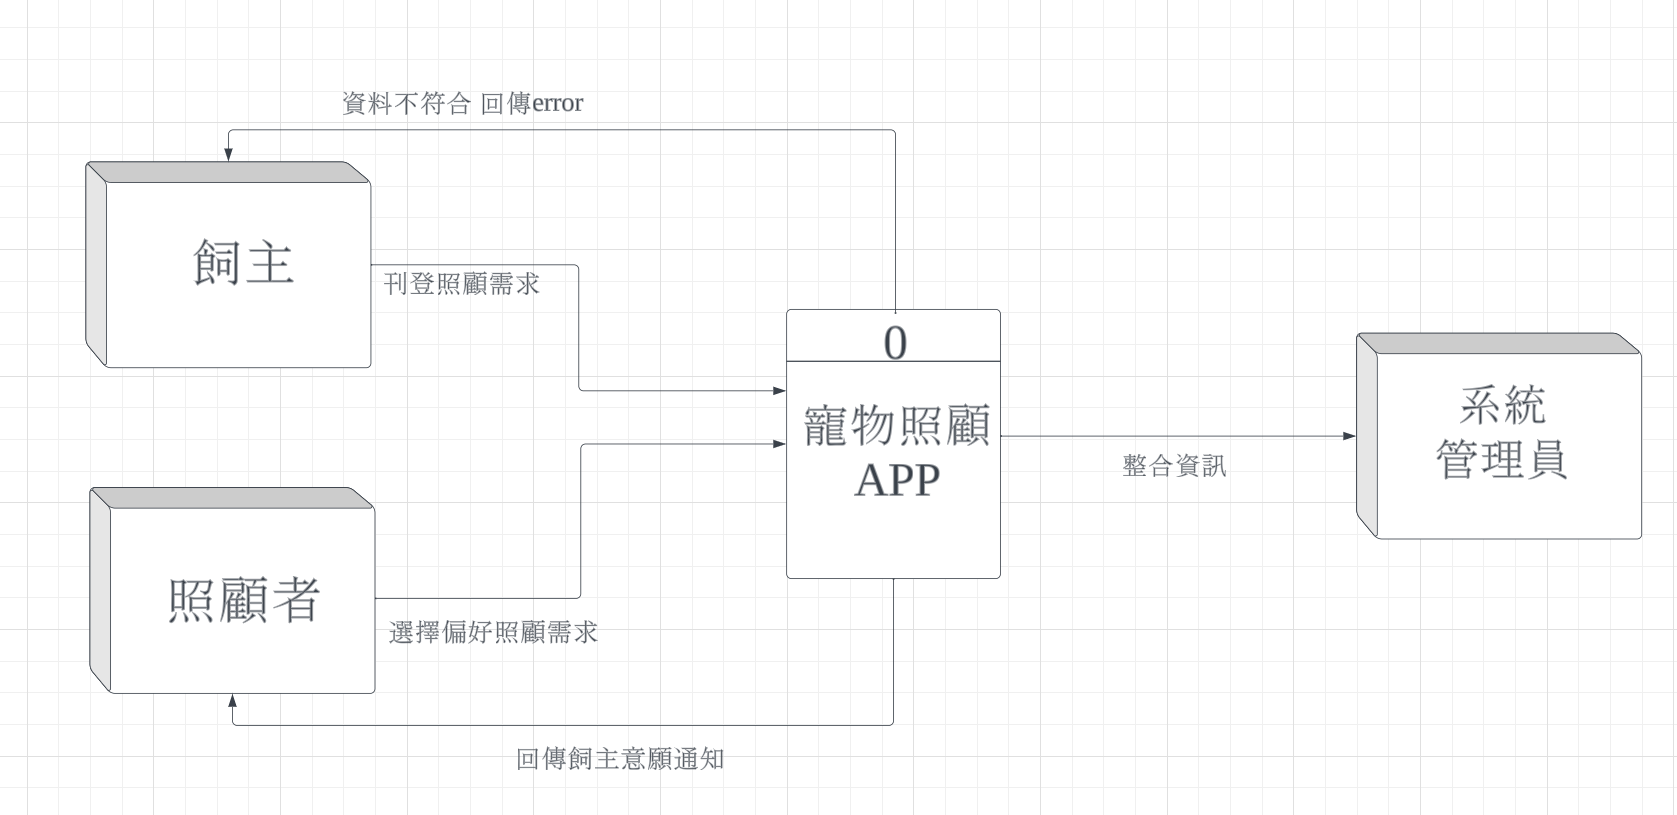 資料不符合 回傳error
飼主
刊登照顧需求
0
寵物照顧
APP
整合資訊
系統
管理員
照顧者
選擇偏好照顧需求
回傳飼主意願通知